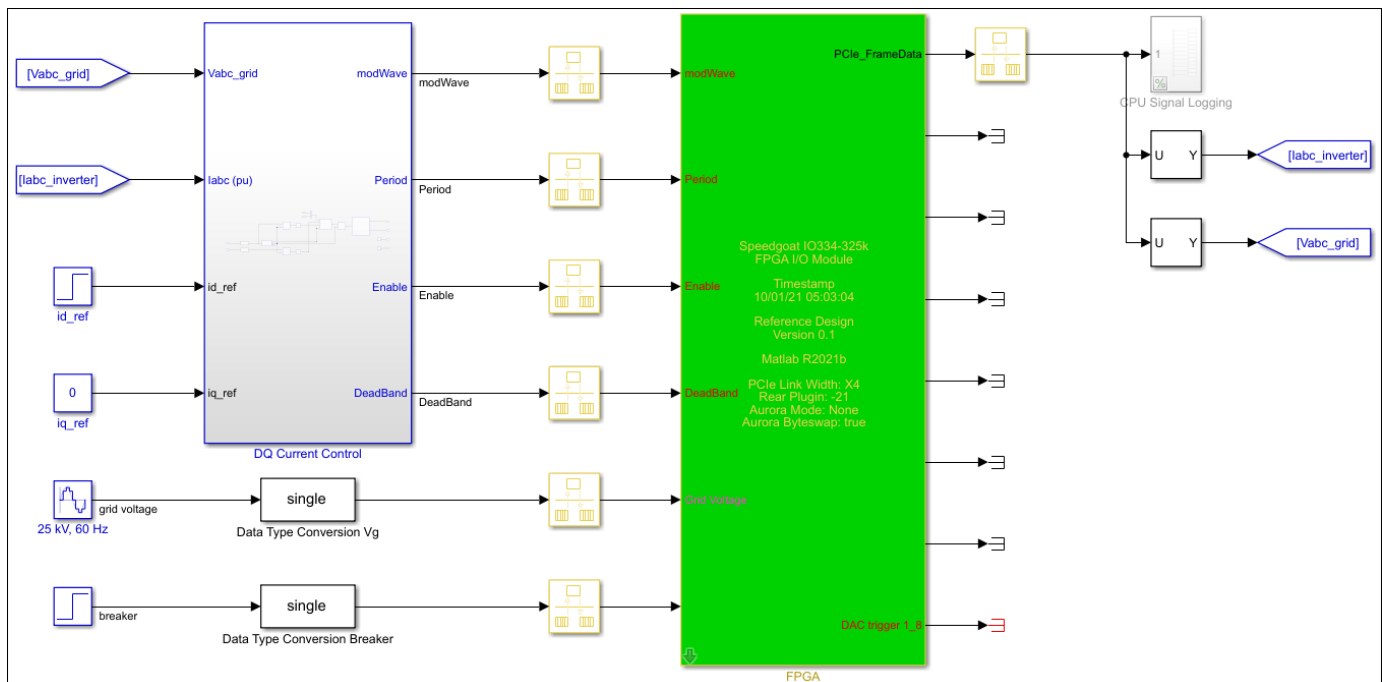 [Vabc_grid]
Vabc_grid
modWave
modWave
modWave
PCIe_FrameData
1
%
CPU Signal Logging
[Iabc_inverter]
Iabc (pu)
Period
Period
Period
U
Y
[Iabc_inverter]
U
Y
[Vabc_grid]
Speedgoat IO334-325k
FPGA I/O Module
Timestamp
10/01/21 05:03:04
Reference Design
Version 0.1
Matlab R2021b
PCIe Link Width: X4
Rear Plugin: -21
Aurora Mode: None
Aurora Byteswap: true
id_ref
id_ref
Enable
Enable
Enable
0
iq_ref
iq_ref
DeadBand
DeadBand
DeadBand
DQ Current Control
grid voltage
25 kV, 60 Hz
single
Data Type Conversion Vg
Grid Voltage
breaker
single
Data Type Conversion Breaker
DAC trigger 1_8
FPGA